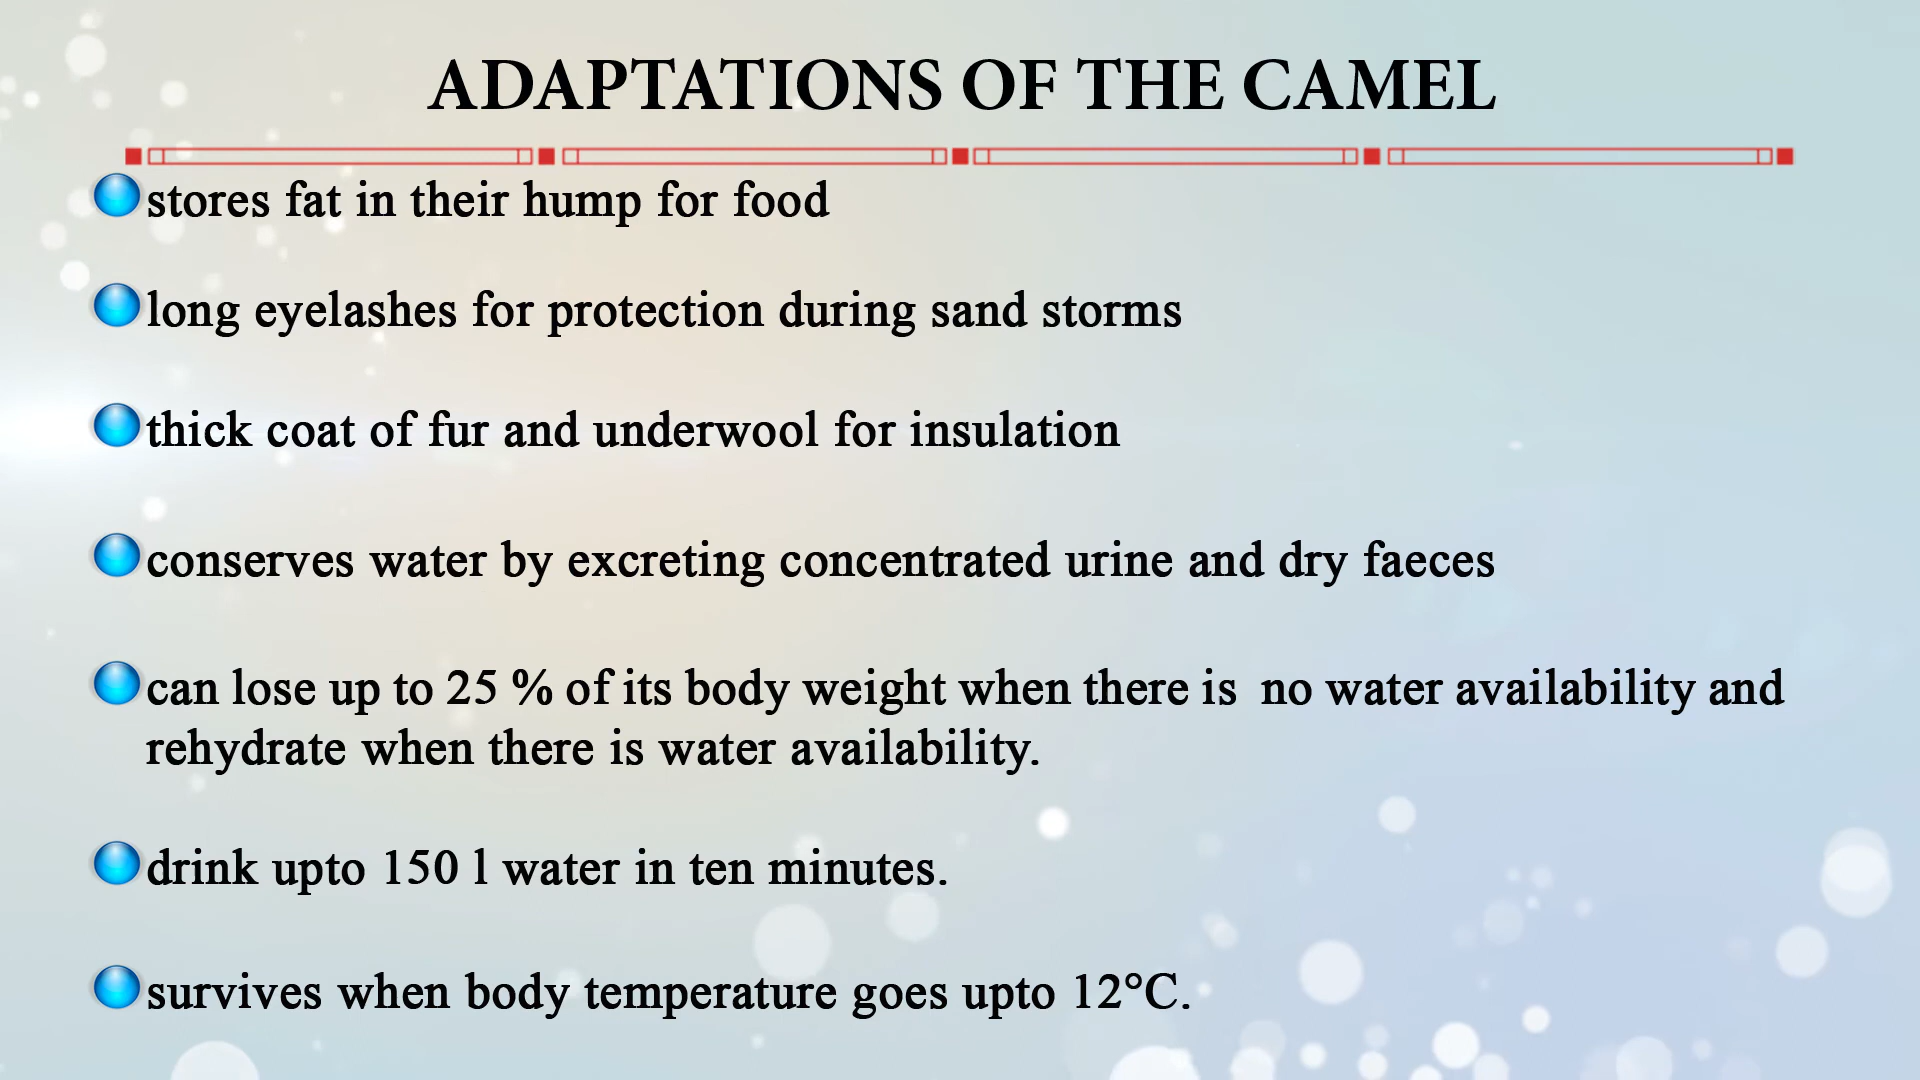 ADAPTATIONS OF THE CAMEL
stores fat in their hump for food
long eyelashes for protection during sand storms
thick coat of fur and underwool for insulation
conserves water by excreting concentrated urine and dry faeces
can lose up to 25 % of its body weight when there is  no water availability and
rehydrate when there is water availability.
drink upto 150 l water in ten minutes.
survives when body temperature goes upto 12°C.